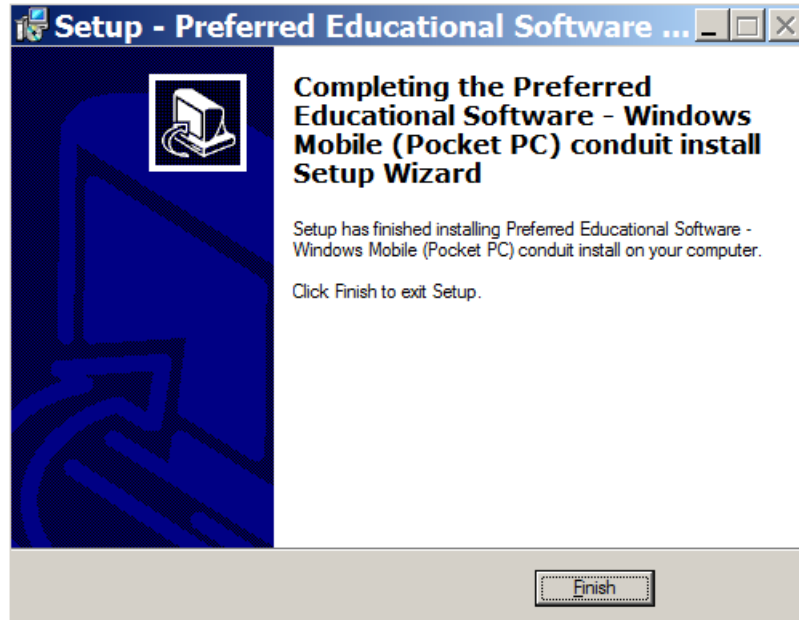 Setup - Preferred Educational Software ...
Completing the Preferred
Educational Software - Windows
Mobile (Pocket PC) conduit install
Setup Wizard
Setup has finished installing Preferred Educational Software -
Windows Mobile (Pocket PC) conduit install on your computer.
Click Finish to exit Setup.
Finish